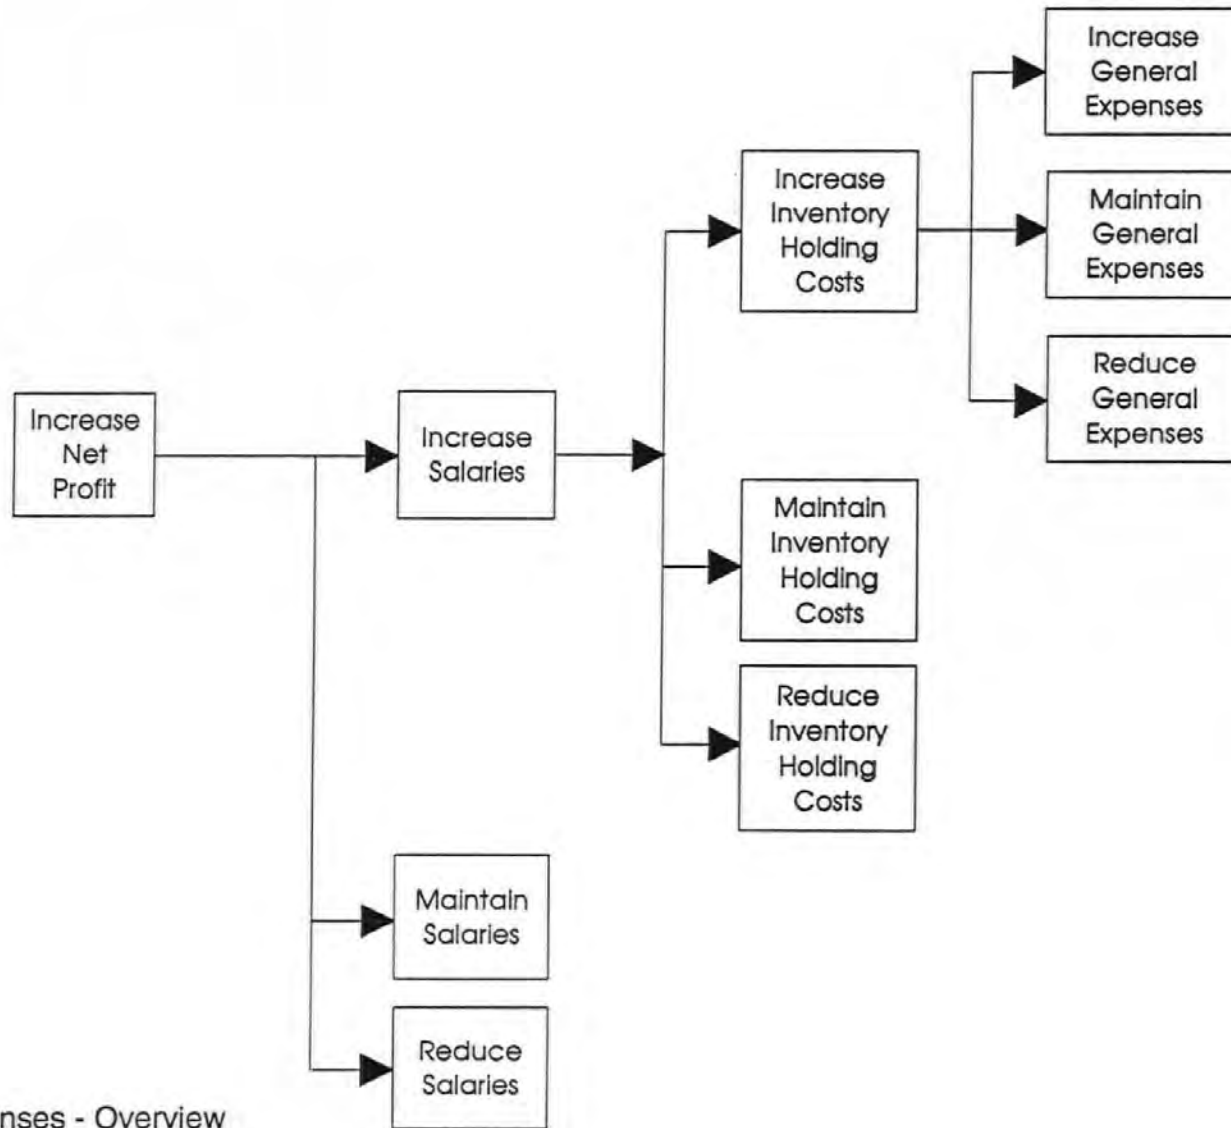 Increase
General
Expenses
Increase
Inventory
Holding
Costs
Maintain
General
Expenses
Reduce
General
Expenses
Increase
Net
Profit
Increase
Salaries
Maintain
Inventory
Holding
Costs
Reduce
Inventory
Holding
Costs
Maintain
Salaries
Reduce
Salaries
nses - Overview